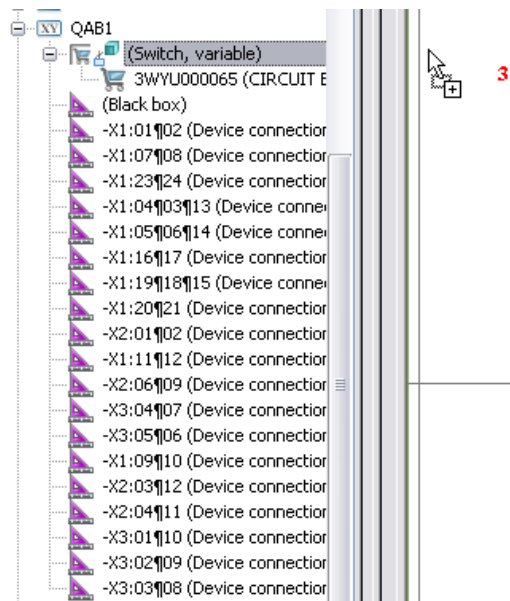 XY QAB1
(Switch, variable)
3
3WYU000065 (CIRCUIT
(Black box)
-X1:01¶02 (Device connection
-X1:07¶08 (Device connection
-X1:23¶24 (Device connection
-X1:04¶03¶13 (Device conne
-X1:05¶06¶14 (Device conne
-X1:16¶17 (Device connection
-X1:19¶18¶15 (Device conne
-X1:20¶21 (Device connection
-X2:01¶02 (Device connection
-X1:11¶12 (Device connection
-X2:06¶09 (Device connection
-X3:04¶07 (Device connection
-X3:05¶06 (Device connection
-X1:09¶10 (Device connection
-X2:03¶12 (Device connection
-X2:04¶11 (Device connection
-X3:01¶10 (Device connection
-X3:02¶09 (Device connection
-X3:03¶08 (Device connection